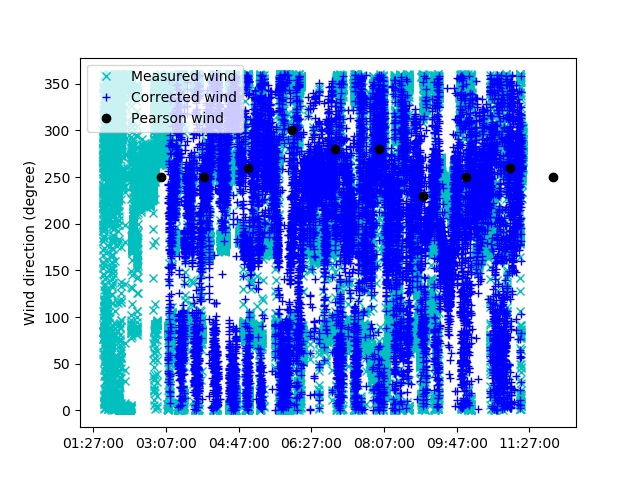 Measured wind
Corrected wind
Pearson wind
Wind direction (degree)
350
300
250
200
150
100
50
0
01:27:00 03:07:00 04:47:00 06:27:00 08:07:00 09:47:00 11:27:00